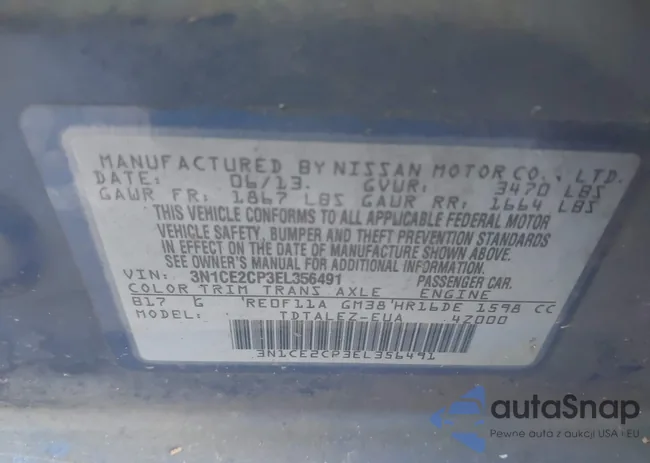 MANUFACTURED BY NISSAN MOTOR CO., LTD.
DATE: 06/13. GVWR: 3470 LBS
GAWR FR: 1867 LBS GAWR RR: 1664 LBS
THIS VEHICLE CONFORMS TO ALL APPLICABLE FEDERAL MOTOR
VEHICLE SAFETY, BUMPER AND THEFT PREVENTION STANDARDS
IN EFFECT ON THE DATE OF MANUFACTURE SHOWN ABOVE.
SEE OWNER'S MANUAL FOR ADDITIONAL INFORMATION
VIN: 3N1CE2CP3EL356491 PASSENGER CAR.
COLOR TRIM TRANS AXLE ENGINE
B17 G RE0F11A GM38 HR16DE 1598 CC
MODEL: TDTALEZ-EUA 42000
3N1CE2CP3EL356491
autaSnap
Pewne auta z aukcji USA i EU